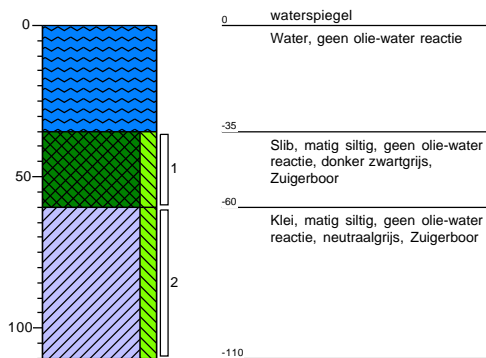 0
50
100
1
2
0
waterspiegel
Water, geen olie-water reactie
-35
Slib, matig siltig, geen olie-water
reactie, donker zwartgrijs,
Zuigerboor
-60
Klei, matig siltig, geen olie-water
reactie, neutraalgrijs, Zuigerboor
-110